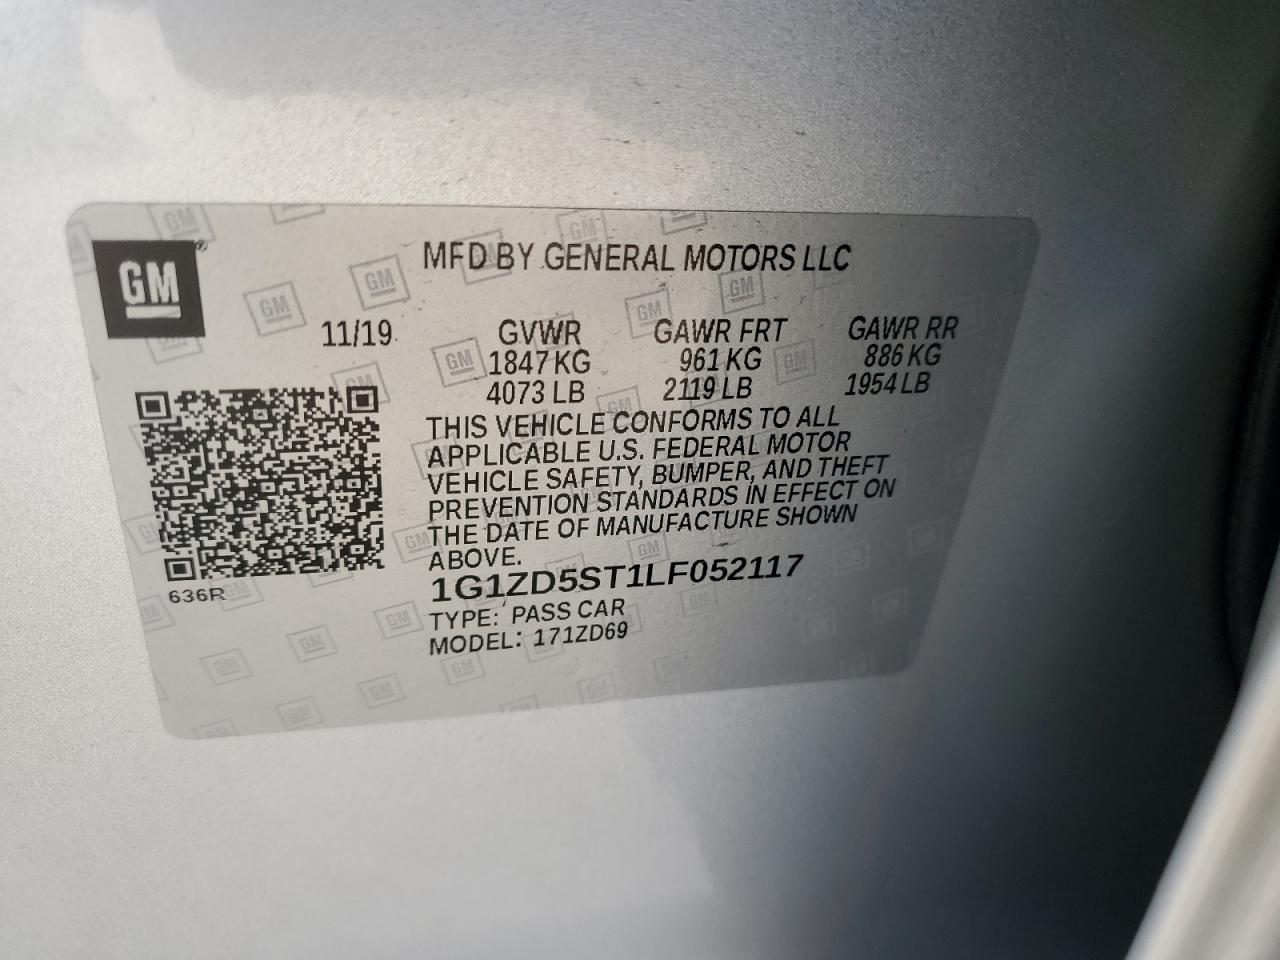 GM
MFD BY GENERAL MOTORS LLC
11/19 GVWR GAWR FRT GAWR RR
1847 KG 961 KG 886 KG
4073 LB 2119 LB 1954 LB
THIS VEHICLE CONFORMS TO ALL
APPLICABLE U.S. FEDERAL MOTOR
VEHICLE SAFETY, BUMPER, AND THEFT
PREVENTION STANDARDS IN EFFECT ON
THE DATE OF MANUFACTURE SHOWN
ABOVE.
1G1ZD5ST1LF052117
636R
TYPE: PASS CAR
MODEL: 171ZD69